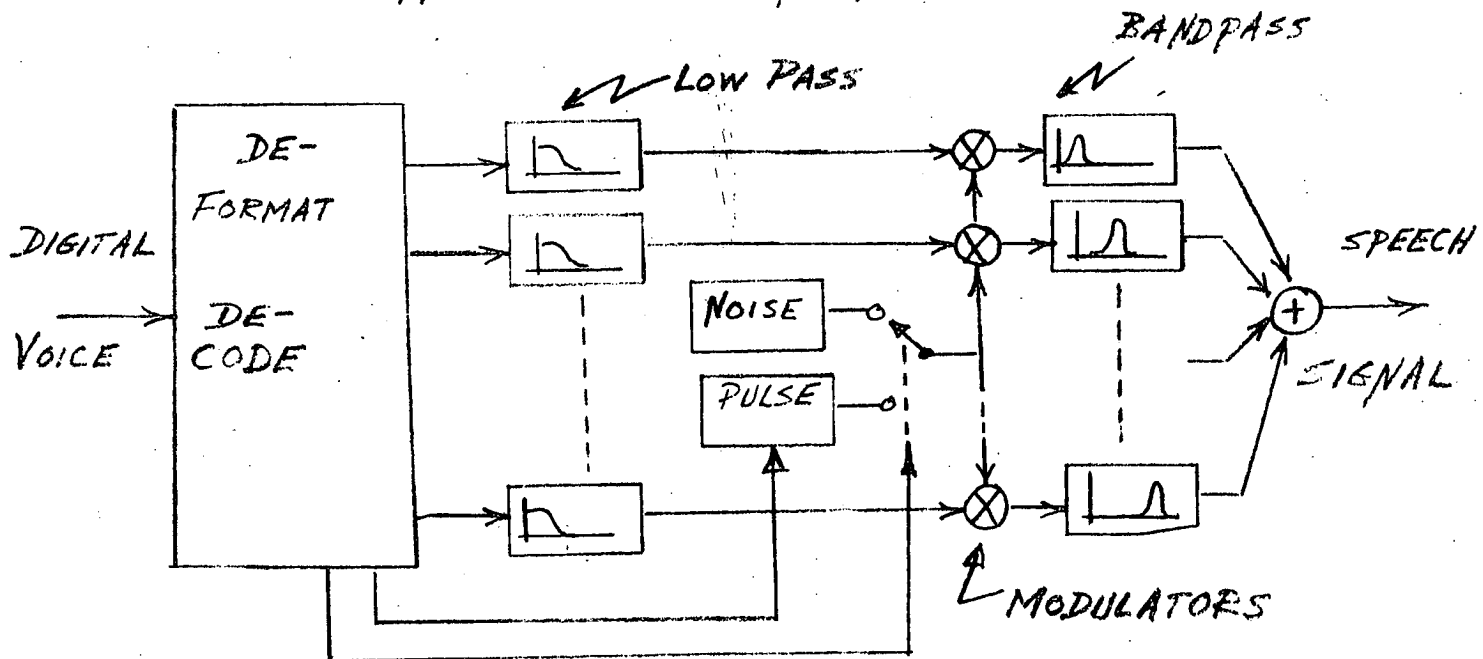 BANDPASS
LOW PASS
DE-
FORMAT
DIGITAL
SPEECH
NOISE
DE-
VOICE
CODE
SIGNAL
PULSE
MODULATORS